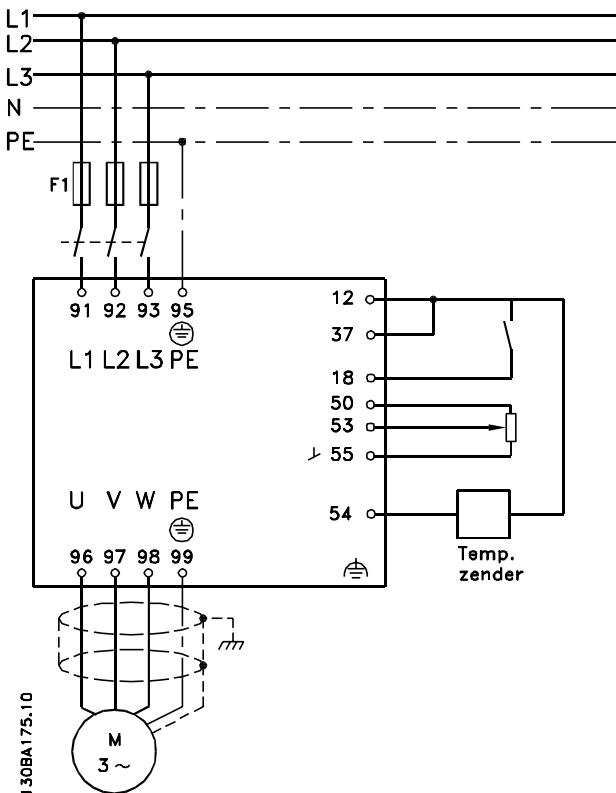 L1
L2
L3
N
PE
F1
91 92 93 95
L1 L2 L3 PE
12
37
18
50
53
55
54
U V W PE
96 97 98 99
Temp.
zender
M
3 ~
130BA175.10